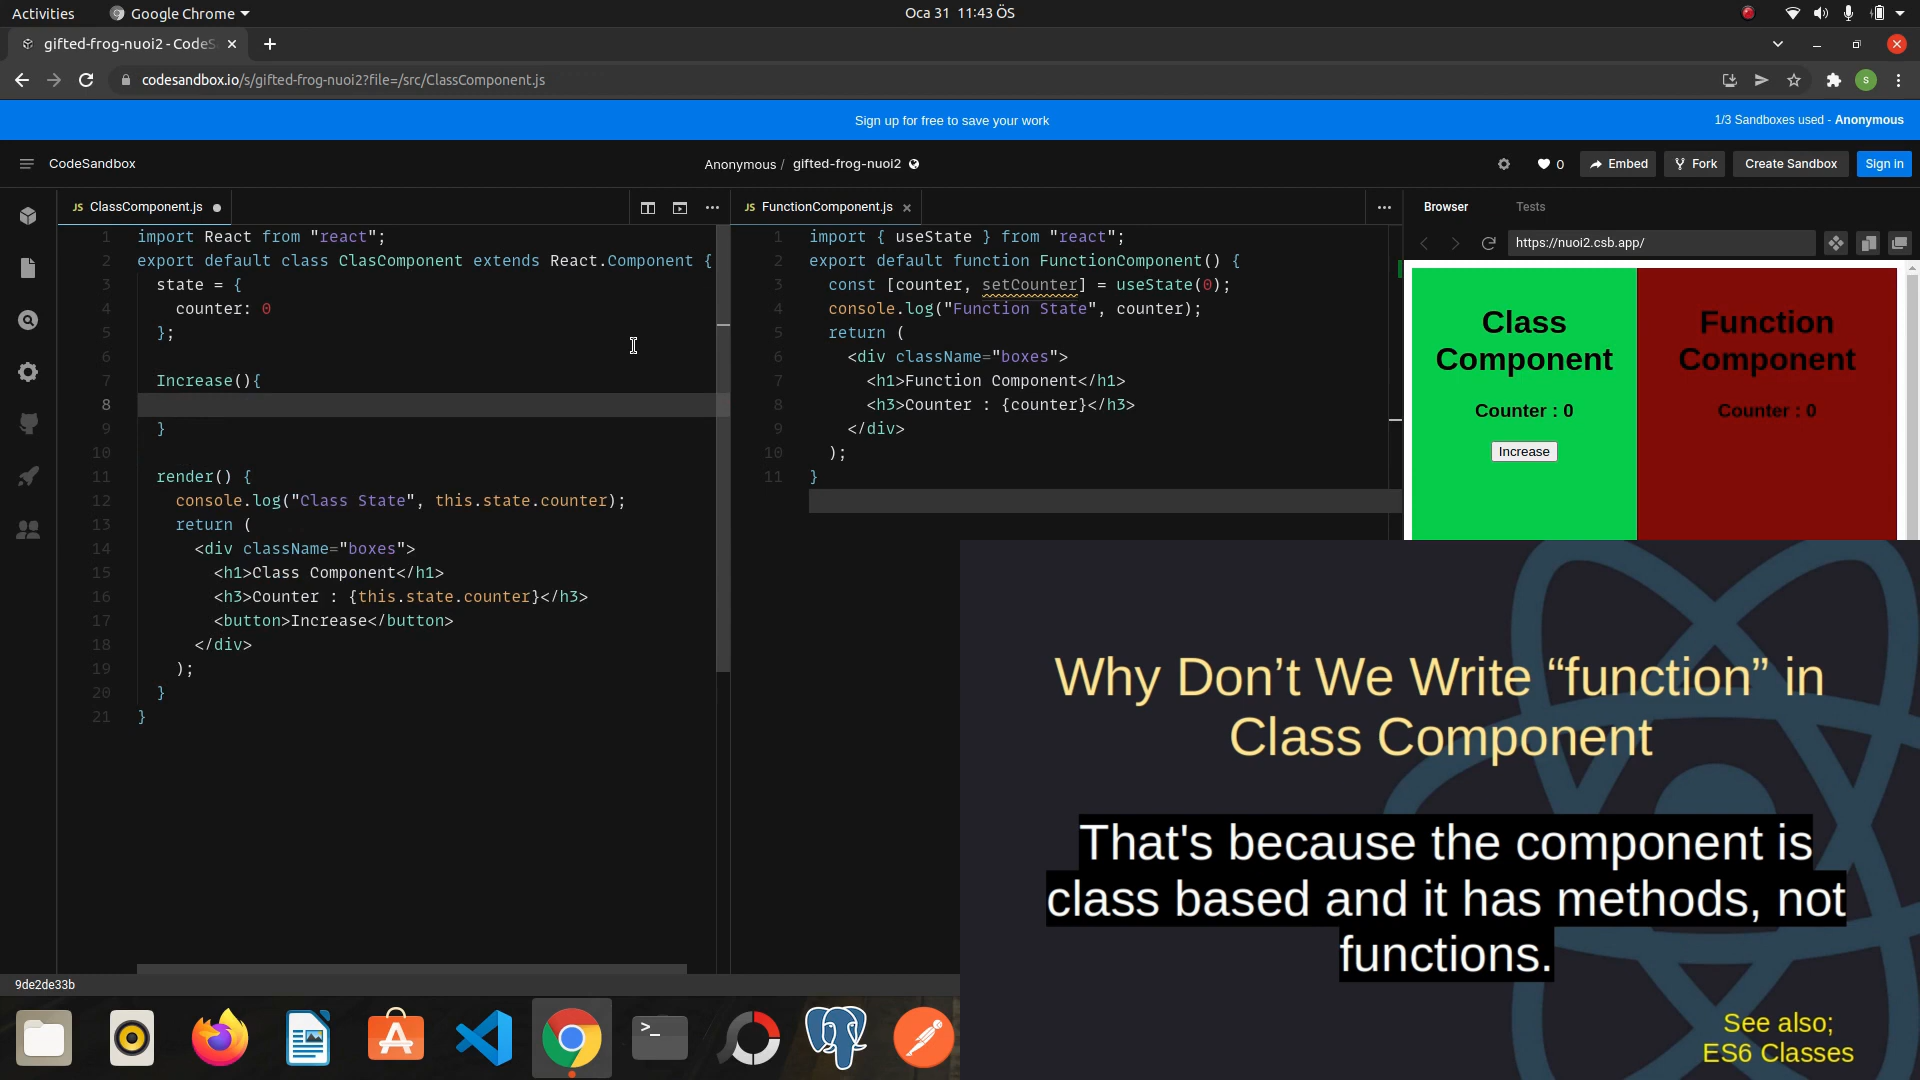 Activities
Google Chrome
Oca 31 11:43 ÖS
gifted-frog-nuoi2 - CodeS
codesandbox.io/s/gifted-frog-nuoi2?file=/src/ClassComponent.js
S
Sign up for free to save your work
1/3 Sandboxes used - Anonymous
CodeSandbox
Anonymous / gifted-frog-nuoi2
0
Embed
Fork
Create Sandbox
Sign in
JS ClassComponent.js
1 import React from "react";
2 export default class ClasComponent extends React.Component {
3 state = {
4 counter: 0
5 };
6
7 Increase(){
8
9 }
10
11 render() {
12 console.log("Class State", this.state.counter);
13 return (
14 <div className="boxes">
15 <h1>Class Component</h1>
16 <h3>Counter : {this.state.counter}</h3>
17 <button>Increase</button>
18 </div>
19 );
20 }
21 }
JS FunctionComponent.js
1 import { useState } from "react";
2 export default function FunctionComponent() {
3 const [counter, setCounter] = useState(0);
4 console.log("Function State", counter);
5 return (
6 <div className="boxes">
7 <h1>Function Component</h1>
8 <h3>Counter : {counter}</h3>
9 </div>
10 );
11 }
Browser
Tests
https://nuoi2.csb.app/
Class
Component
Counter : 0
Increase
Function
Component
Counter : 0
Why Don’t We Write “function” in
Class Component
That's because the component is
class based and it has methods, not
functions.
See also;
ES6 Classes
9de2de33b